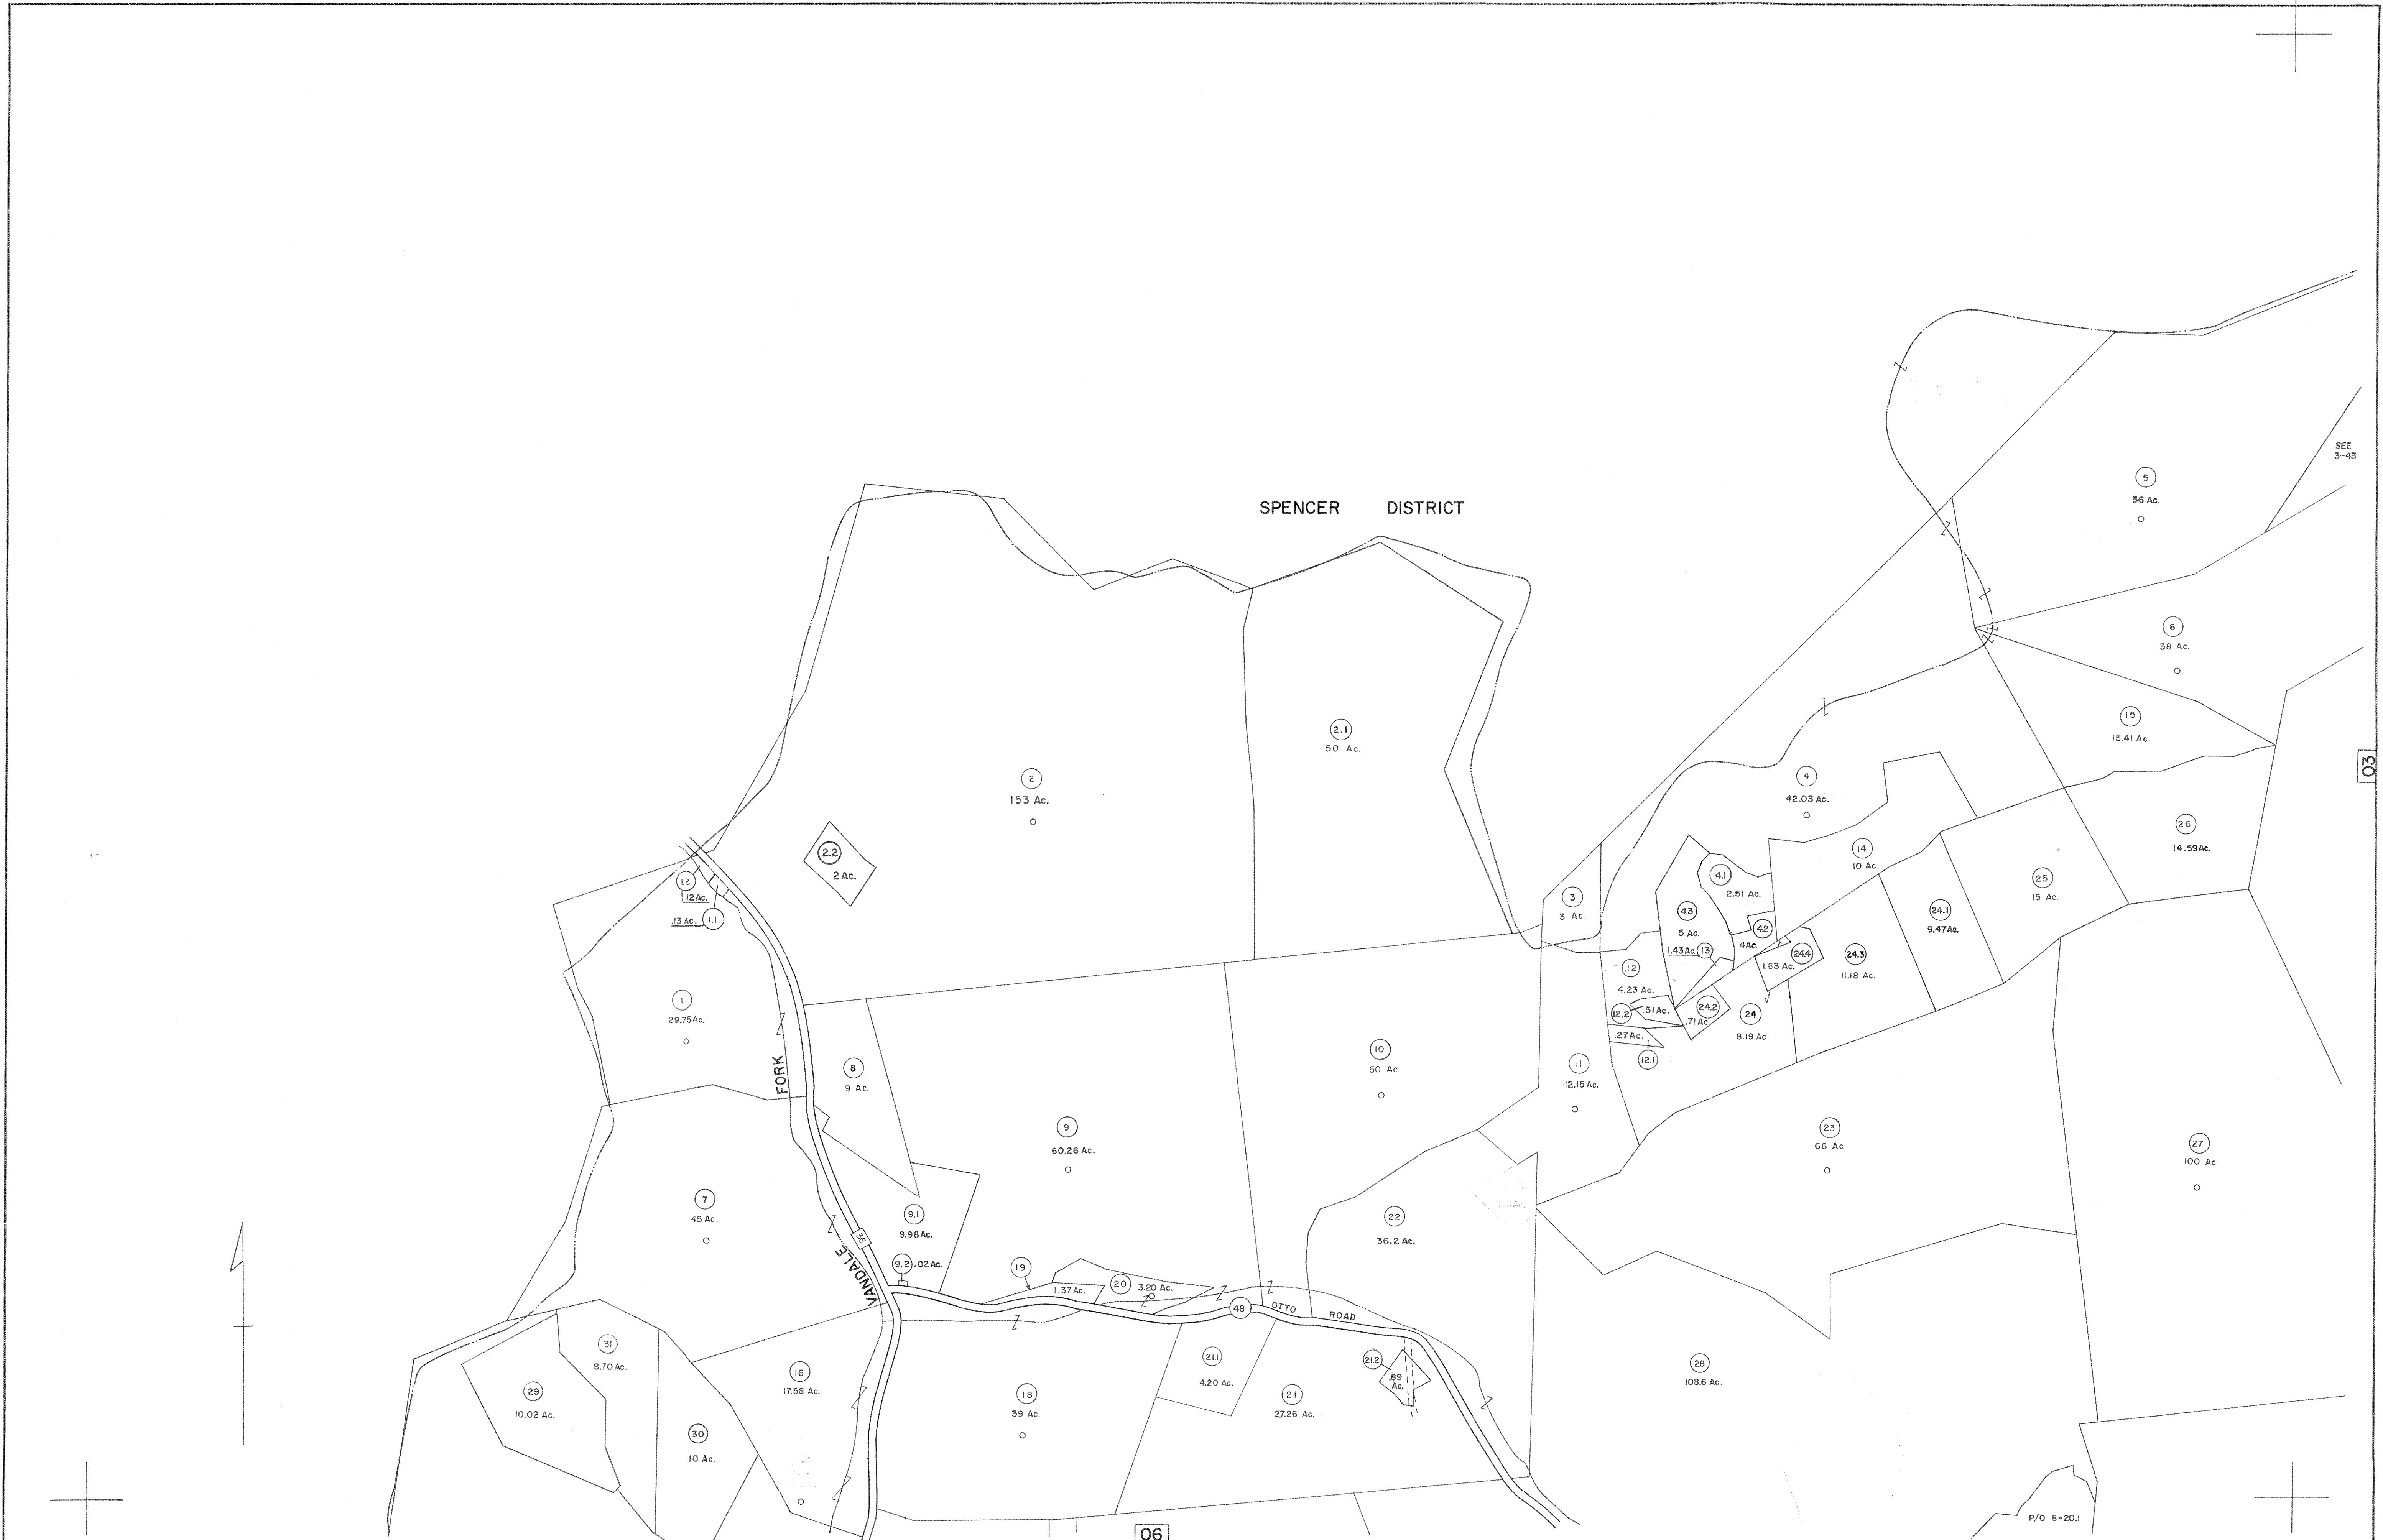 SPENCER DISTRICT
SEE
3-43
5
56 Ac.
6
38 Ac.
15
15.41 Ac.
03
2.1
50 Ac.
2
153 Ac.
4
42.03 Ac.
26
14.59 Ac.
2.2
2 Ac.
14
10 Ac.
4.1
2.51 Ac.
25
15 Ac.
1.2
.12 Ac.
.13 Ac. 1.1
3
3 Ac.
4.3
5 Ac.
24.1
9.47 Ac.
4.2
.4 Ac.
1.43 Ac. 13
24.4
1.63 Ac.
24.3
11.18 Ac.
12
4.23 Ac.
1
29.75 Ac.
12.2 .51 Ac.
24.2
.71 Ac.
24
8.19 Ac.
.27 Ac.
12.1
10
50 Ac.
11
12.15 Ac.
8
9 Ac.
FORK
9
60.26 Ac.
23
66 Ac.
27
100 Ac.
7
45 Ac.
9.1
9.98 Ac.
22
36.2 Ac.
36
VANDALE
9.2 .02 Ac.
19
1.37 Ac.
20 3.20 Ac.
48 OTTO ROAD
31
8.70 Ac.
16
17.58 Ac.
21.1
4.20 Ac.
21.2
.89
Ac.
28
108.6 Ac.
29
10.02 Ac.
18
39 Ac.
21
27.26 Ac.
30
10 Ac.
P/O 6-20.1
06